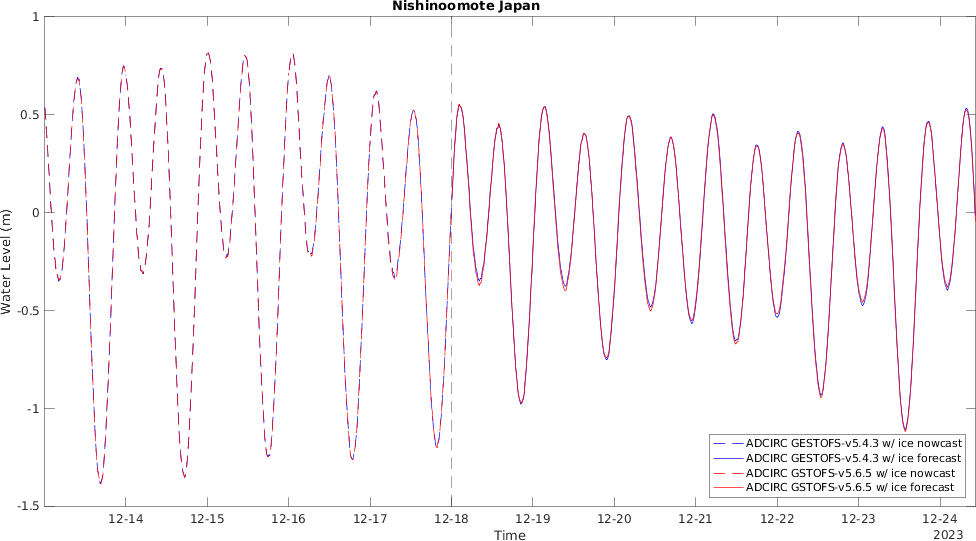 Nishinoomote Japan
1
0.5
0
-0.5
-1
-1.5
Water Level (m)
ADCIRC GESTOFS-v5.4.3 w/ ice nowcast
ADCIRC GESTOFS-v5.4.3 w/ ice forecast
ADCIRC GSTOFS-v5.6.5 w/ ice nowcast
ADCIRC GSTOFS-v5.6.5 w/ ice forecast
12-14 12-15 12-16 12-17 12-18 12-19 12-20 12-21 12-22 12-23 12-24
Time
2023